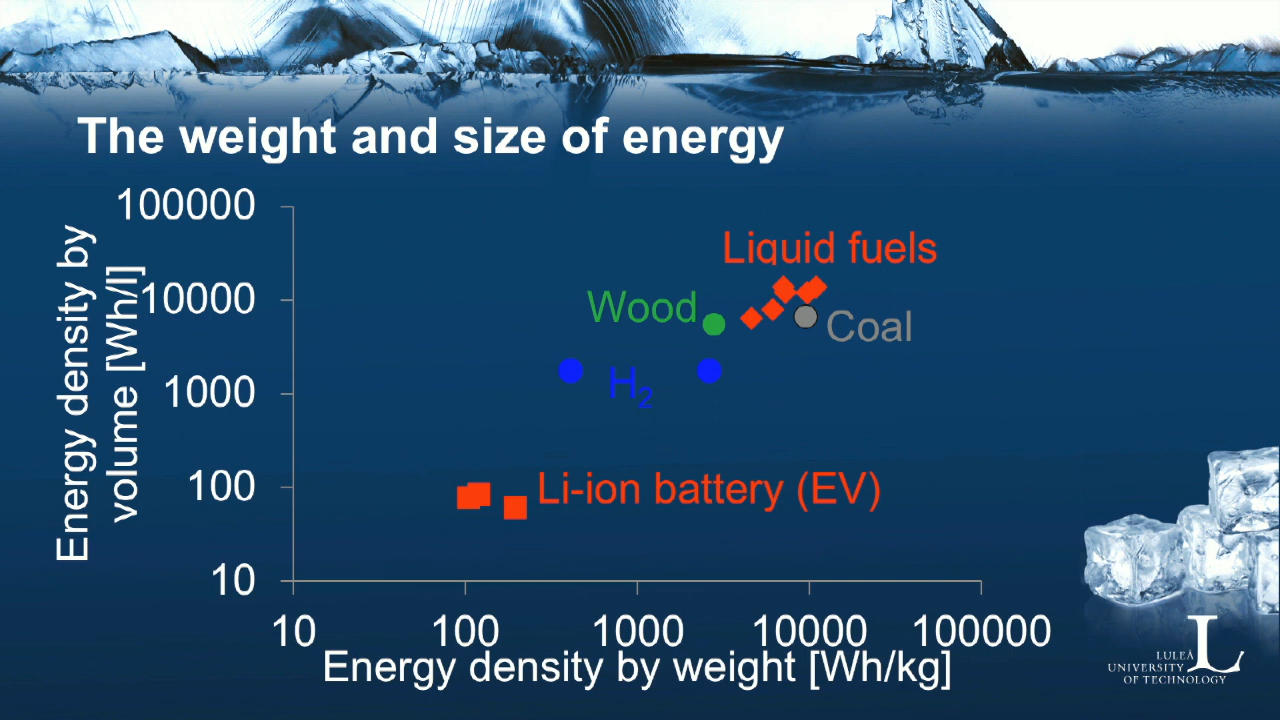 The weight and size of energy
100000
10000
1000
100
10
Energy density by
volume [Wh/l]
Liquid fuels
Wood
Coal
H₂
Li-ion battery (EV)
10 100 1000 10000 100000
Energy density by weight [Wh/kg]
LULEÅ
UNIVERSITY
OF TECHNOLOGY
L